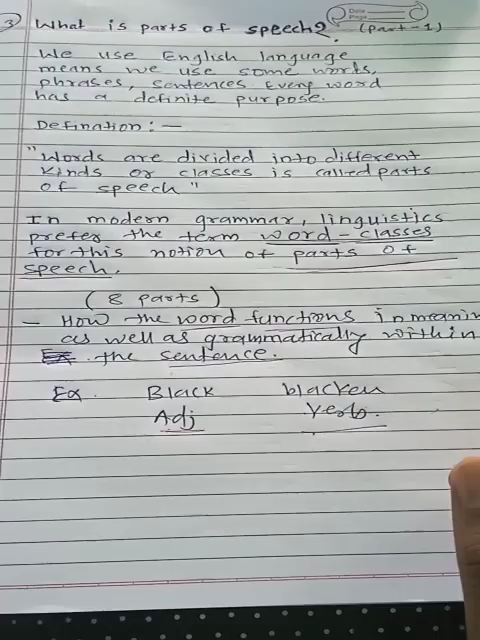 3) What is parts of speech? (part-1)
Date
Page
We use English language
means we use some words,
phrases, sentences Every word
has a definite purpose.
Defination:—
"Words are divided into different
kinds or classes is called parts
of speech"
In modern grammar, linguistics
prefer the term word-classes
for this notion of parts of
speech.
(8 parts)
– How the word functions in meanin
as well as grammatically within
the sentence.
Ex. Black blacken
Adj Verb.